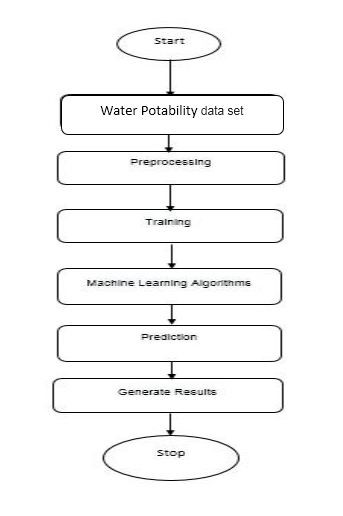 Start
Water Potability data set
Preprocessing
Training
Machine Learning Algorithms
Prediction
Generate Results
Stop